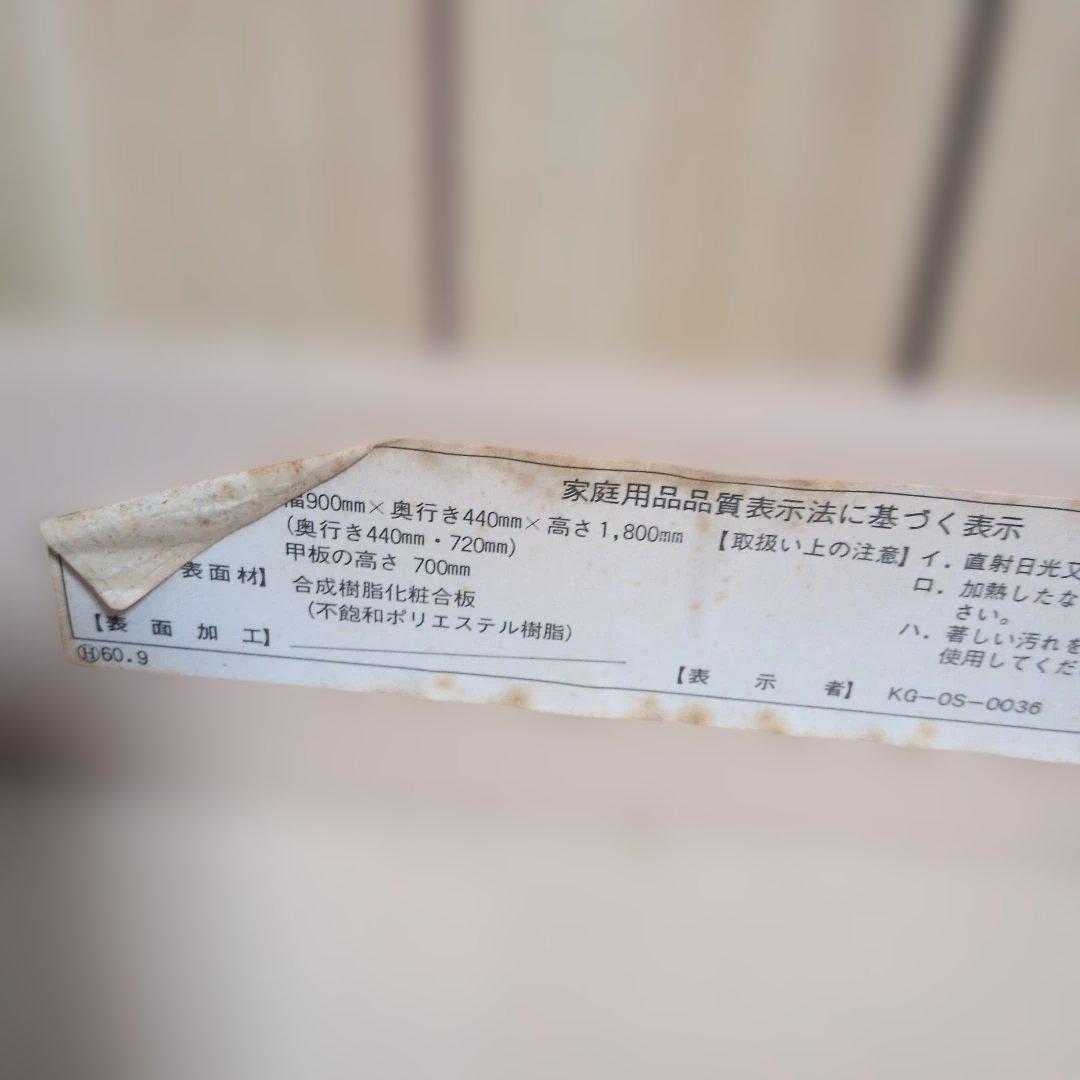 家庭用品品質表示法に基づく表示
幅900mm×奥行き440mm×高さ1,800mm
(奥行き440mm・720mm)
甲板の高さ 700mm
表面材】 合成樹脂化粧合板
(不飽和ポリエステル樹脂)
【表面加工】
Ⓗ60.9
【取扱い上の注意】イ. 直射日光又
ロ. 加熱したな
さい。
ハ. 著しい汚れを
使用してくだ
【表示者】 KG-OS-0036